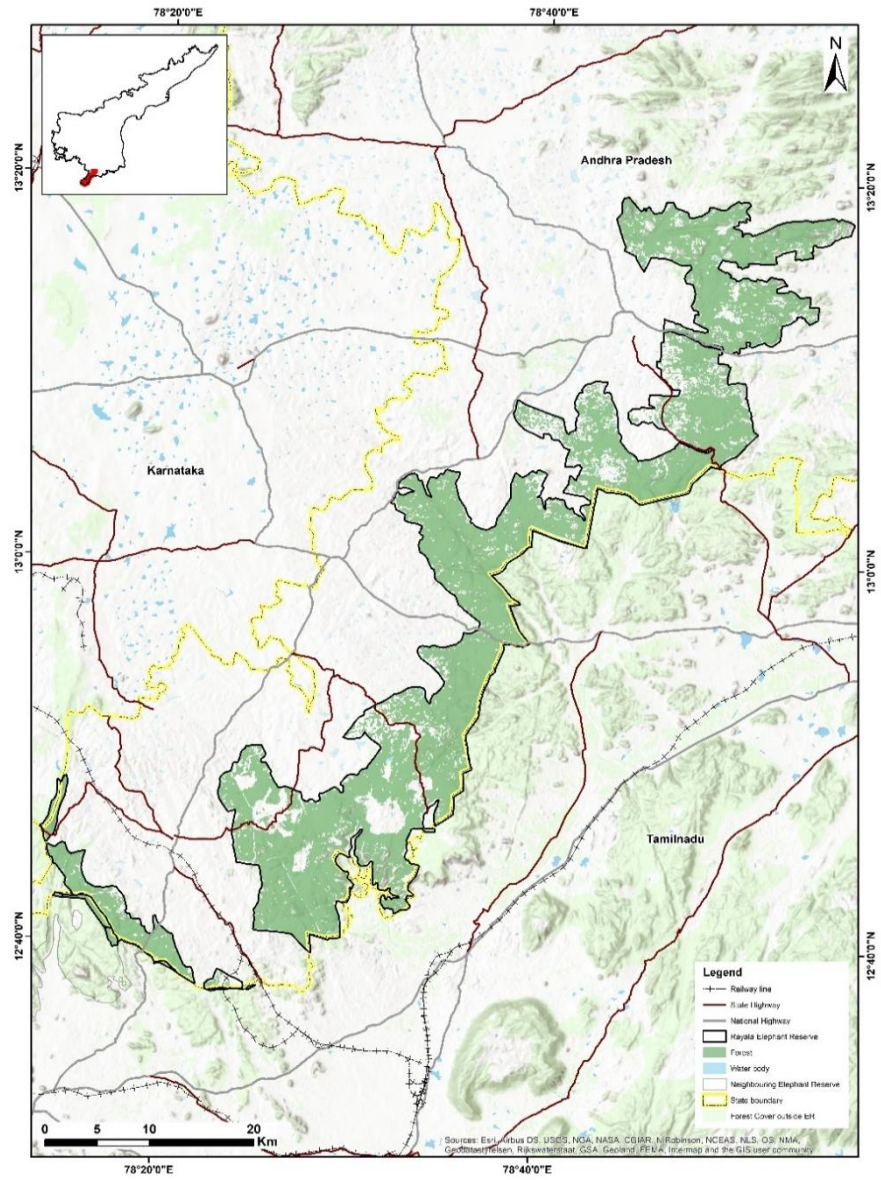 78°20'0"E
78°40'0"E
N
13°20'0"N
Andhra Pradesh
13°20'0"N
Karnataka
13°0'0"N
13°0'0"N
Tamilnadu
12°40'0"N
12°40'0"N
Legend
Railway line
State Highway
National Highway
Rayala Elephant Reserve
Forest
Water body
Neighbouring Elephant Reserve
State boundary
Forest Cover outside ER
0 5 10 20
Km
Sources: Esri, Airbus DS, USGS, NGA, NASA, CGIAR, N Robinson, NCEAS, NLS, OS, NMA,
Geodatastyrelsen, Rijkswaterstaat, GSA, Geoland, FEMA, Intermap and the GIS user community
78°20'0"E
78°40'0"E